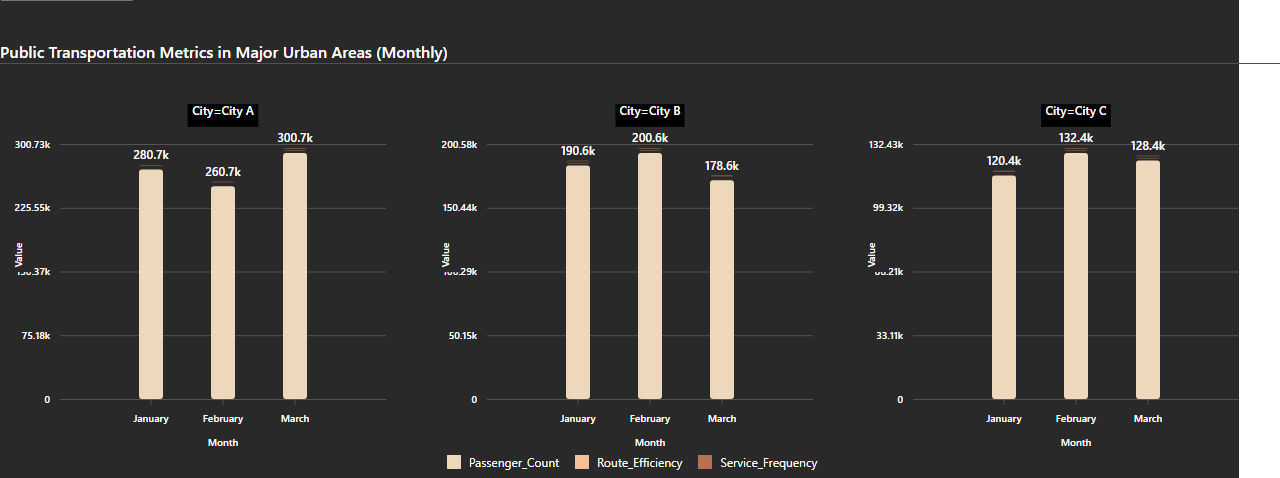 Public Transportation Metrics in Major Urban Areas (Monthly)
City=City A
300.73k
225.55k
75.18k
0
Value
280.7k
260.7k
300.7k
January February March
Month
City=City B
200.58k
150.44k
50.15k
0
Value
190.6k
200.6k
178.6k
January February March
Month
City=City C
132.43k
99.32k
33.11k
0
Value
120.4k
132.4k
128.4k
January February March
Month
Passenger_Count Route_Efficiency Service_Frequency